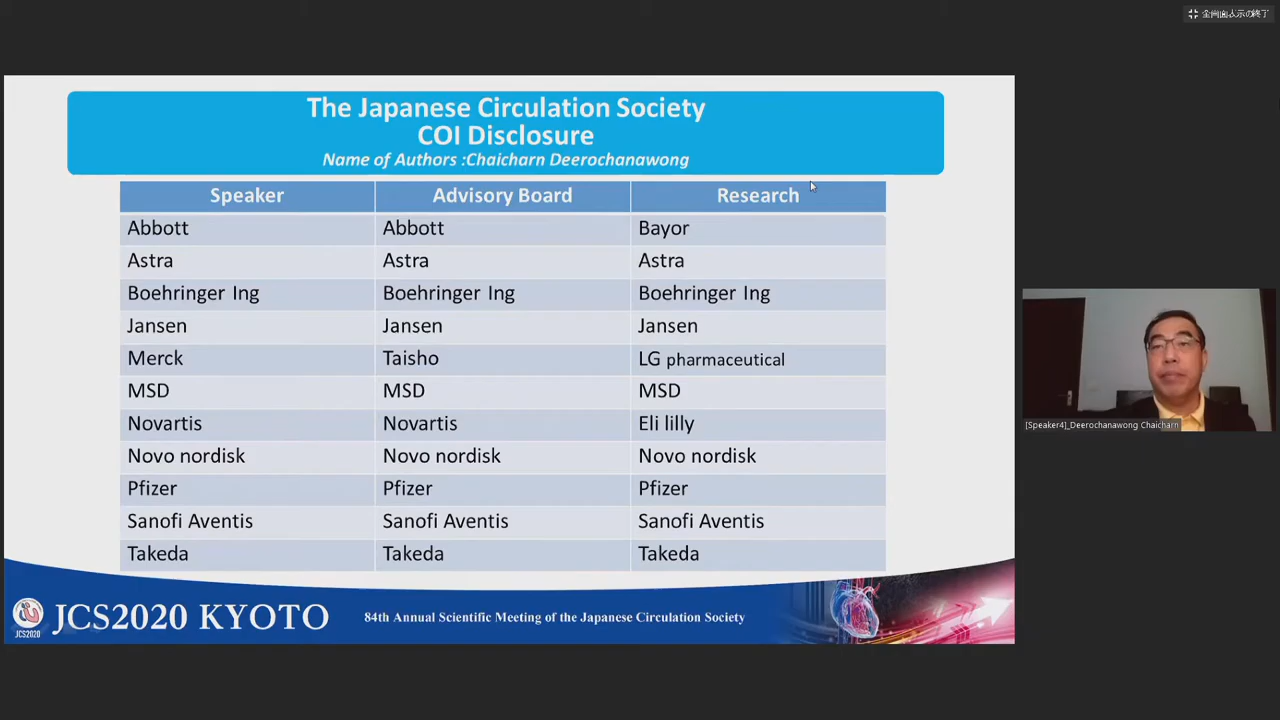 全画面表示の終了
The Japanese Circulation Society
COI Disclosure
Name of Authors :Chaicharn Deerochanawong
Speaker Advisory Board Research
Abbott Abbott Bayor
Astra Astra Astra
Boehringer Ing Boehringer Ing Boehringer Ing
Jansen Jansen Jansen
Merck Taisho LG pharmaceutical
MSD MSD MSD
Novartis Novartis Eli lilly
Novo nordisk Novo nordisk Novo nordisk
Pfizer Pfizer Pfizer
Sanofi Aventis Sanofi Aventis Sanofi Aventis
Takeda Takeda Takeda
[Speaker4]_Deerochanawong Chaicharn
JCS2020
JCS2020 KYOTO
84th Annual Scientific Meeting of the Japanese Circulation Society